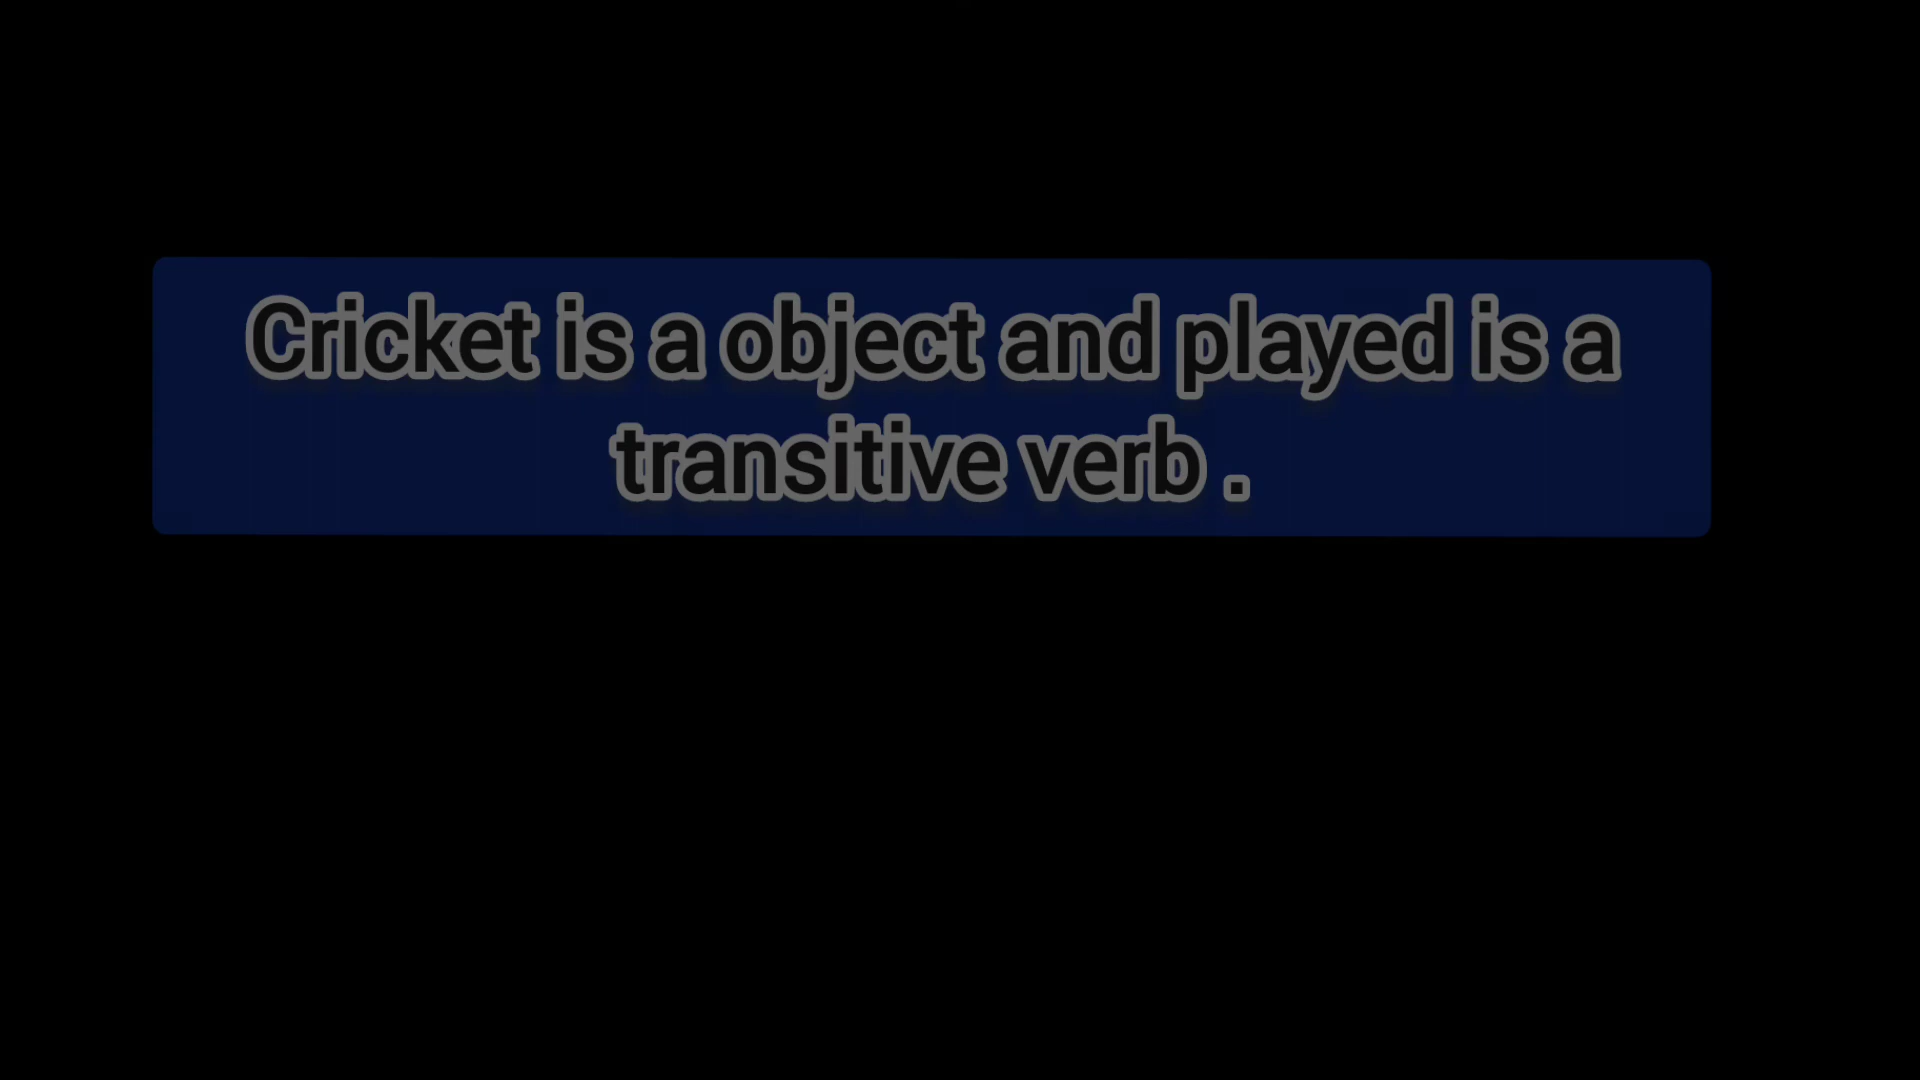 Cricket is a object and played is a
transitive verb .